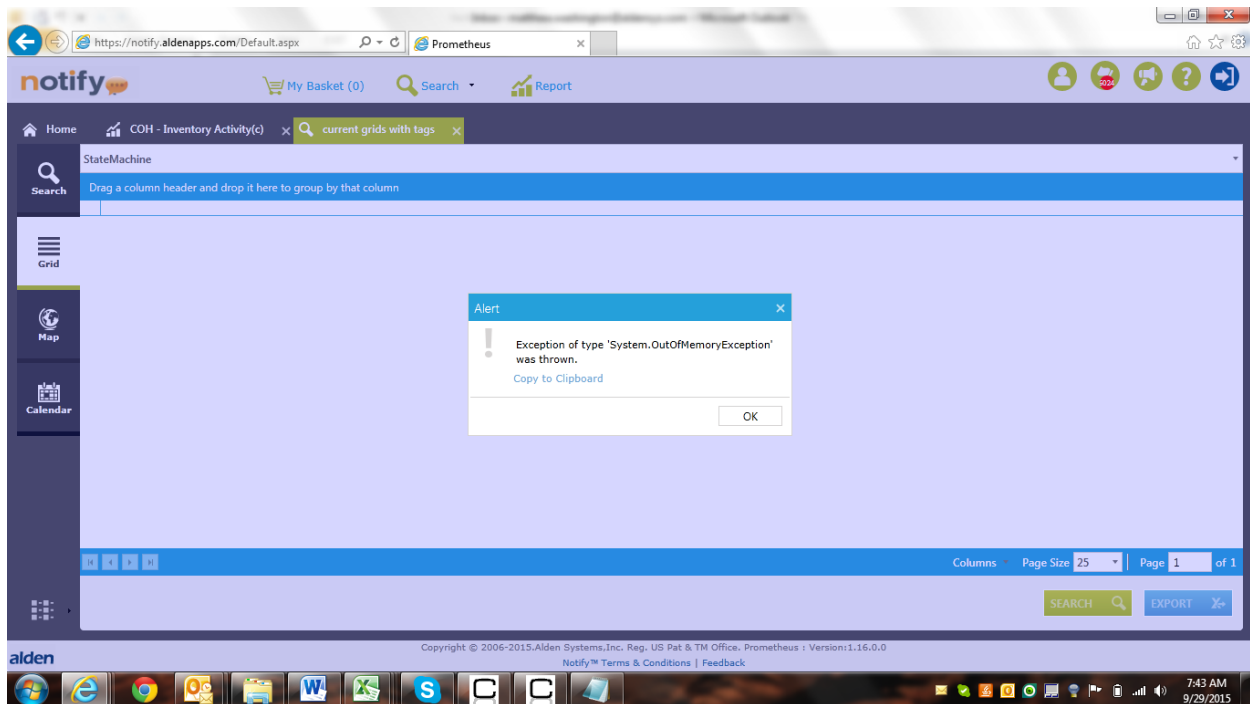 https://notify.aldenapps.com/Default.aspx
Prometheus
notify
My Basket (0)
Search
Report
5024
?
Home
COH - Inventory Activity(c)
current grids with tags
Search
Grid
Map
Calendar
StateMachine
Drag a column header and drop it here to group by that column
Alert
Exception of type 'System.OutOfMemoryException'
was thrown.
Copy to Clipboard
OK
Columns
Page Size 25
Page 1 of 1
SEARCH
EXPORT
alden
Copyright © 2006-2015.Alden Systems,Inc. Reg. US Pat & TM Office. Prometheus : Version:1.16.0.0
Notify™ Terms & Conditions | Feedback
7:43 AM
9/29/2015